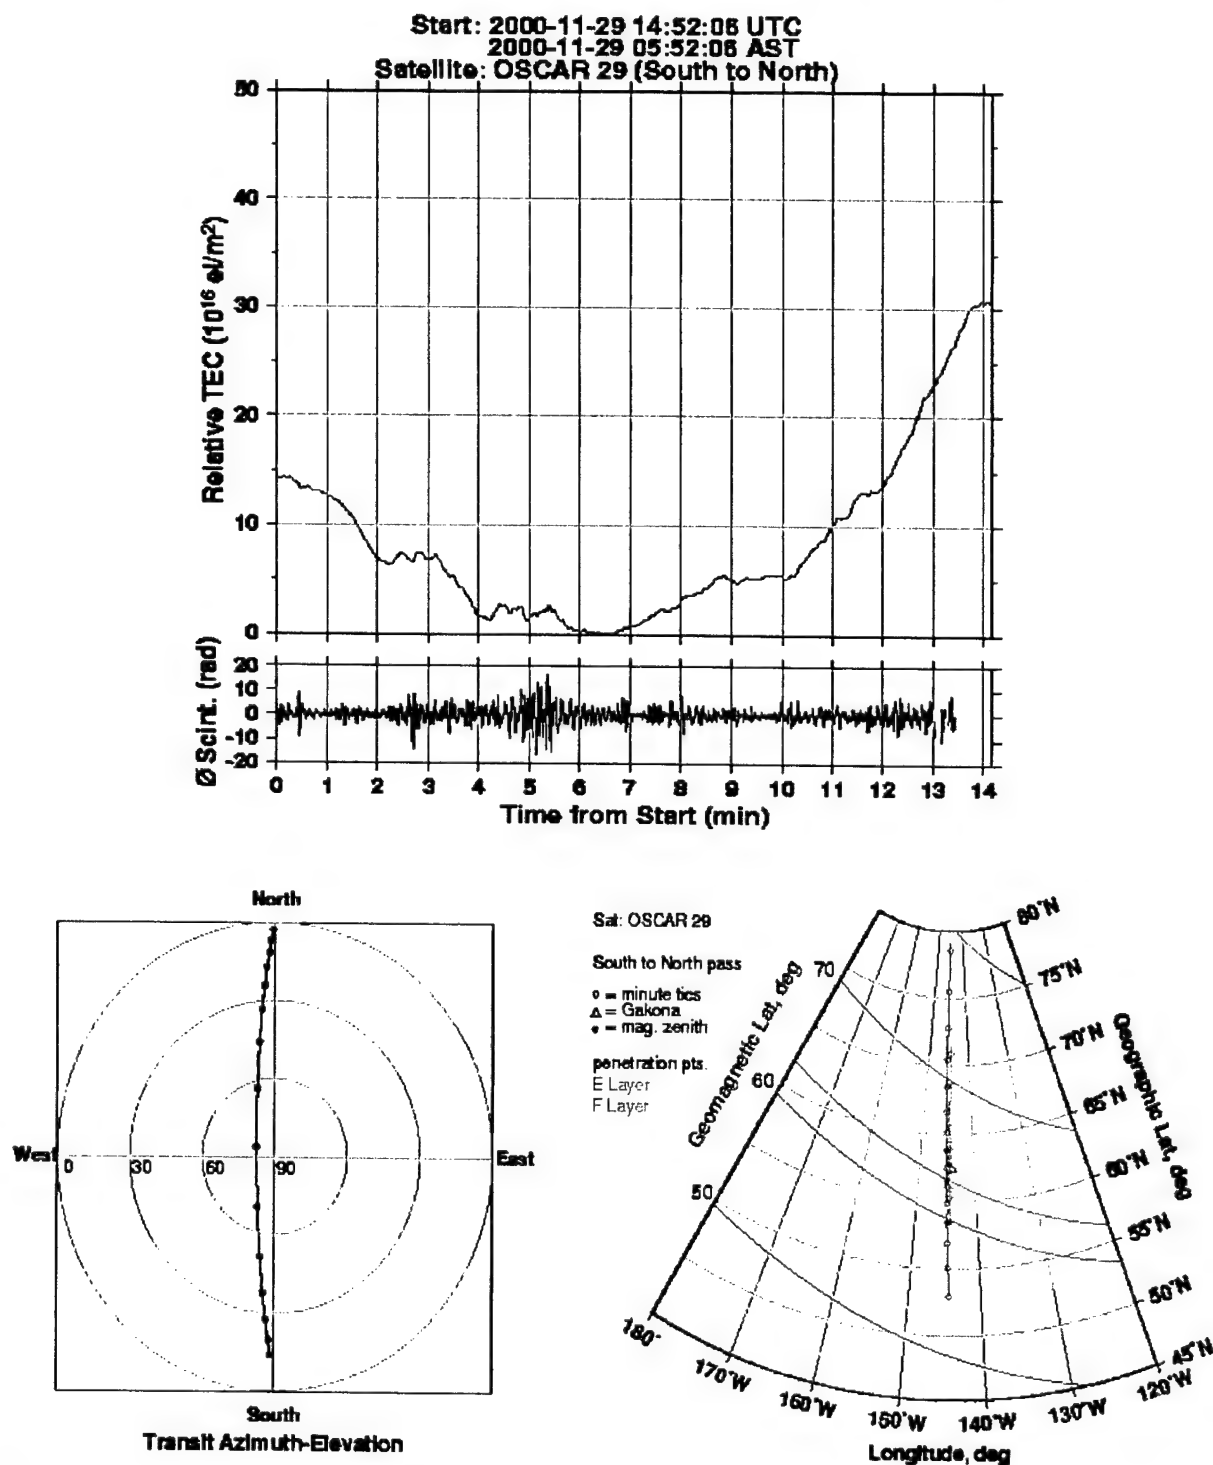 Start: 2000-11-29 14:52:06 UTC
2000-11-29 05:52:06 AST
Satellite: OSCAR 29 (South to North)
50
40
30
20
10
0
Relative TEC (10¹⁶ el/m²)
20
10
0
-10
-20
Ø Scint. (rad)
0 1 2 3 4 5 6 7 8 9 10 11 12 13 14
Time from Start (min)
North
West
0 30 60 90
East
South
Transit Azimuth-Elevation
Sat: OSCAR 29
South to North pass
o = minute tics
Δ = Gakona
• = mag. zenith
penetration pts.
E Layer
F Layer
Geomagnetic Lat, deg
70
60
50
80°N
75°N
70°N
65°N
60°N
55°N
50°N
45°N
Geographic Lat, deg
180°
170°W
160°W
150°W
140°W
130°W
120°W
Longitude, deg